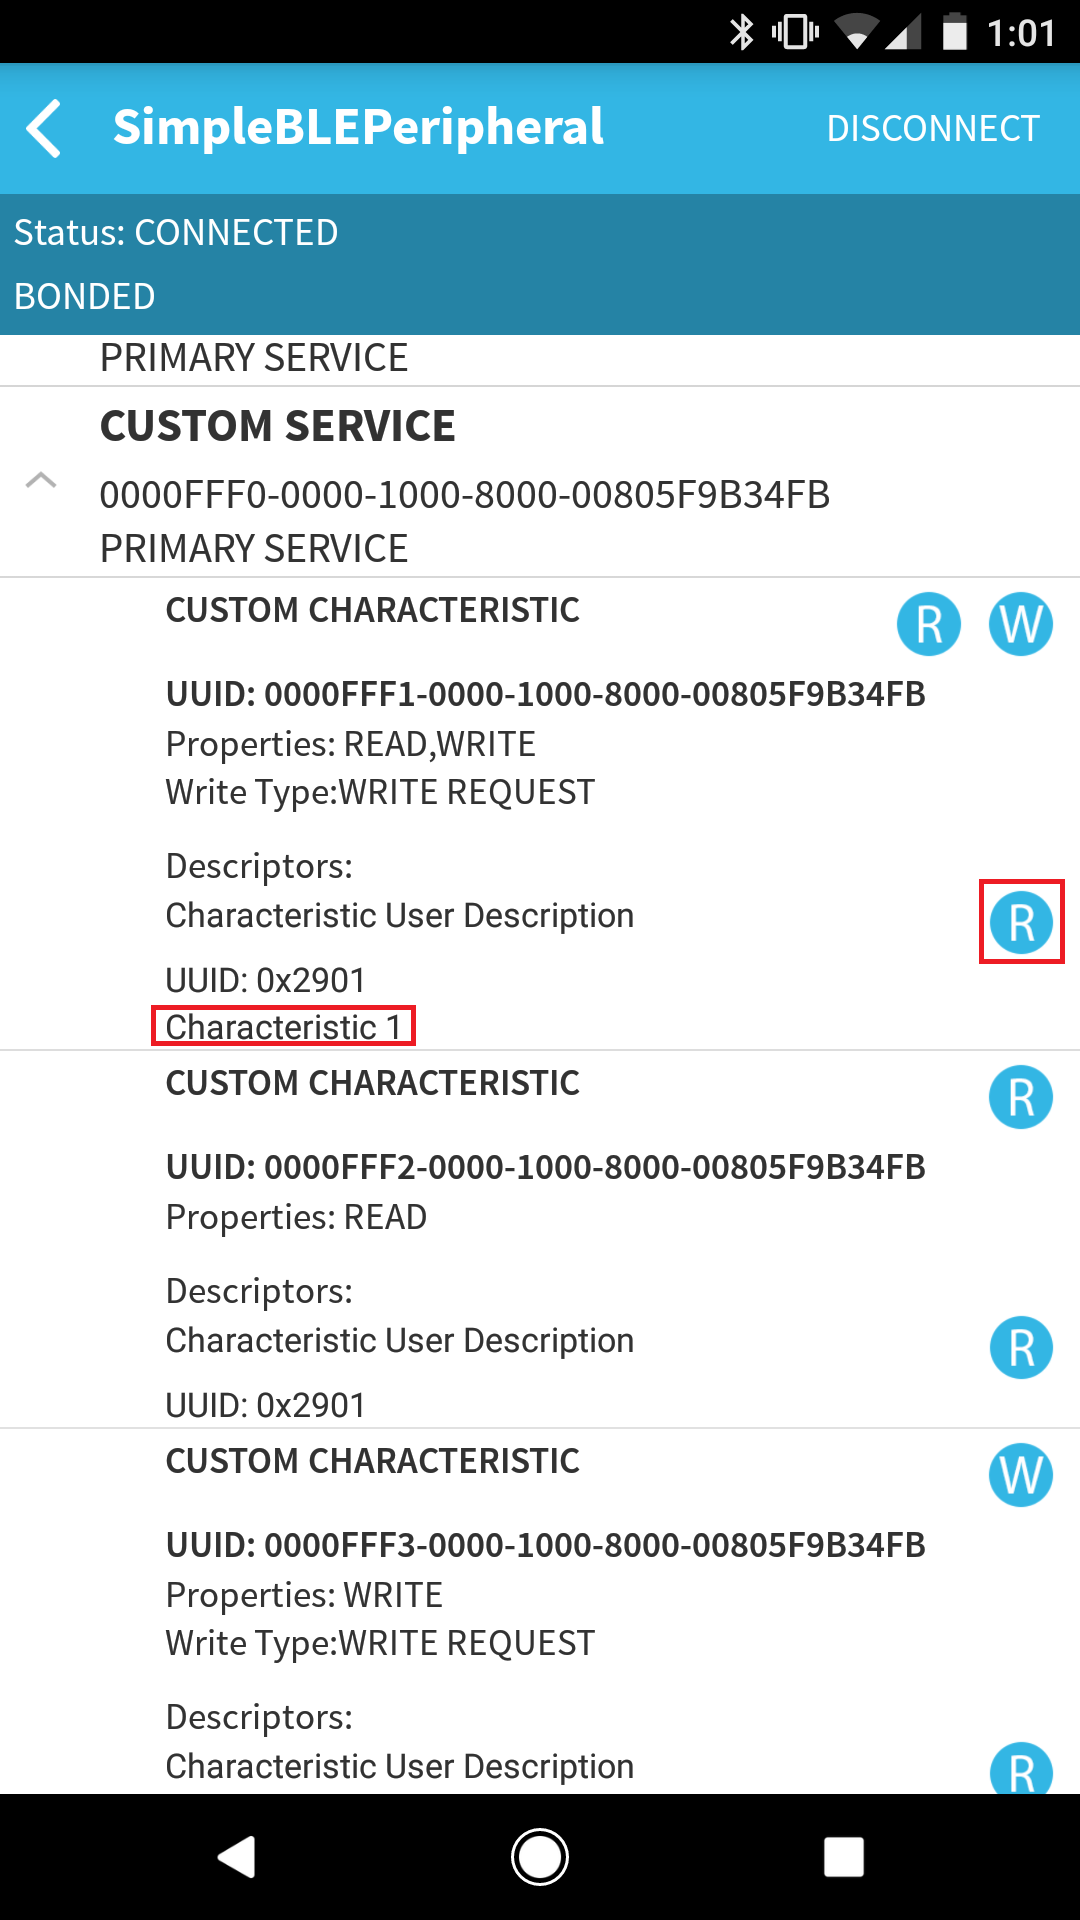 1:01
SimpleBLEPeripheral DISCONNECT
Status: CONNECTED
BONDED
PRIMARY SERVICE
CUSTOM SERVICE
0000FFF0-0000-1000-8000-00805F9B34FB
PRIMARY SERVICE
CUSTOM CHARACTERISTIC R W
UUID: 0000FFF1-0000-1000-8000-00805F9B34FB
Properties: READ,WRITE
Write Type:WRITE REQUEST
Descriptors:
Characteristic User Description R
UUID: 0x2901
Characteristic 1
CUSTOM CHARACTERISTIC R
UUID: 0000FFF2-0000-1000-8000-00805F9B34FB
Properties: READ
Descriptors:
Characteristic User Description R
UUID: 0x2901
CUSTOM CHARACTERISTIC W
UUID: 0000FFF3-0000-1000-8000-00805F9B34FB
Properties: WRITE
Write Type:WRITE REQUEST
Descriptors:
Characteristic User Description R